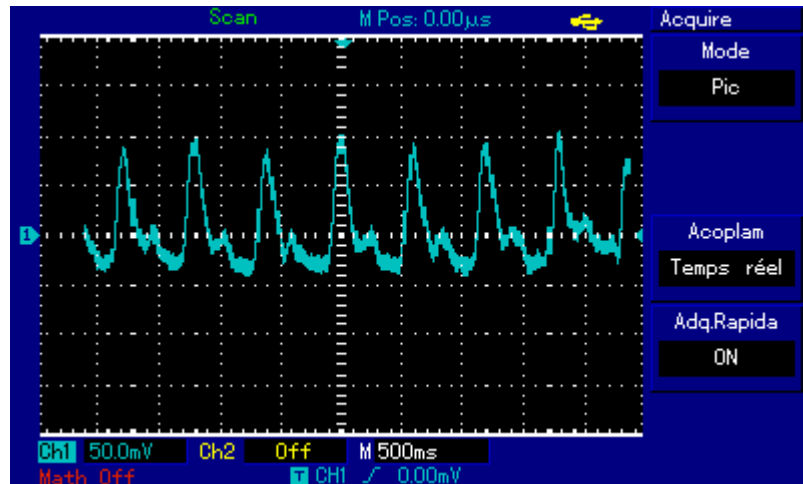 Scan M Pos: 0.00µs Acquire
Mode
Pic
1
Acoplam
Temps réel
Adq.Rapida
ON
Ch1 50.0mV Ch2 Off M 500ms
Math Off T CH1 0.00mV